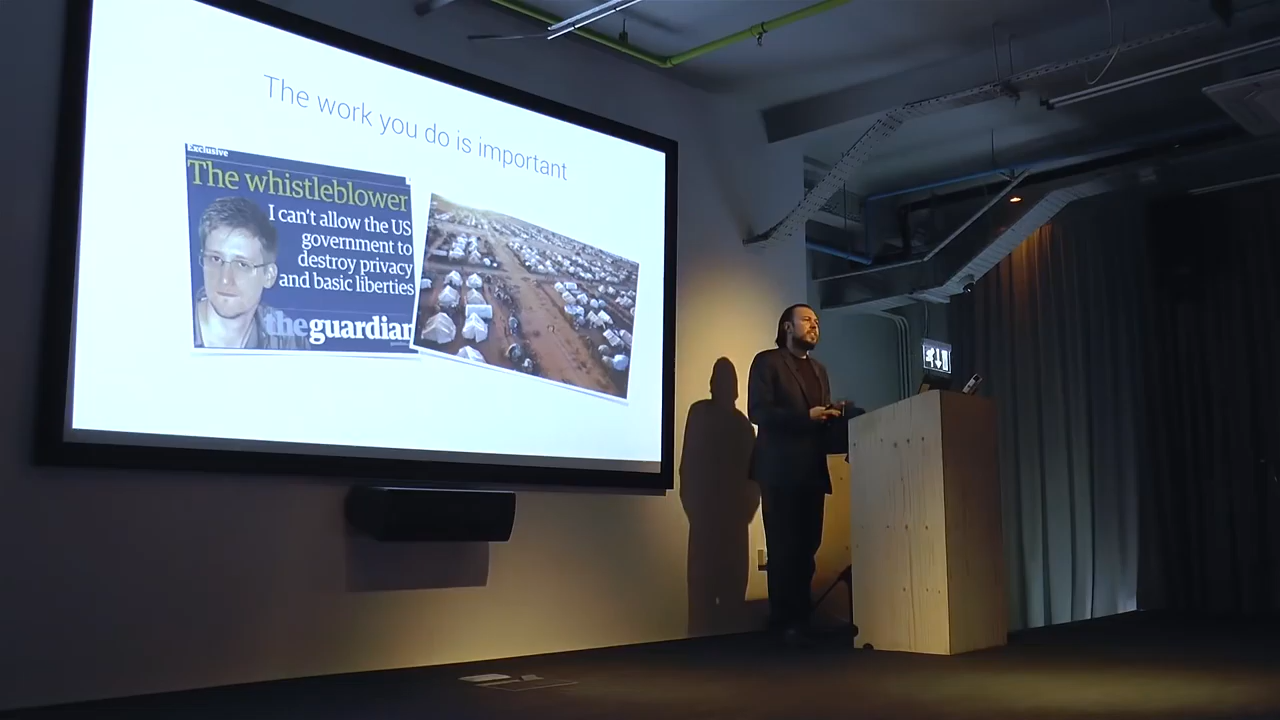 The work you do is important
Exclusive
The whistleblower
I can't allow the US
government to
destroy privacy
and basic liberties
theguardian